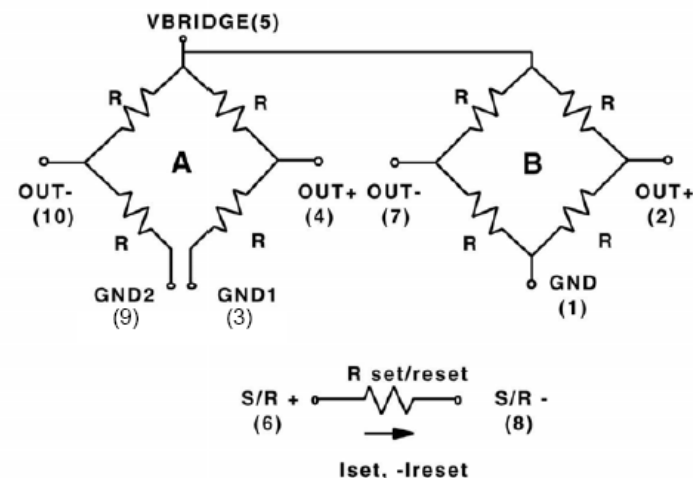 VBRIDGE(5)
R R R R
A B
OUT- OUT+ OUT- OUT+
(10) (4) (7) (2)
R R R R
GND2 GND1 GND
(9) (3) (1)
R set/reset
S/R + S/R -
(6) (8)
Iset, -Ireset